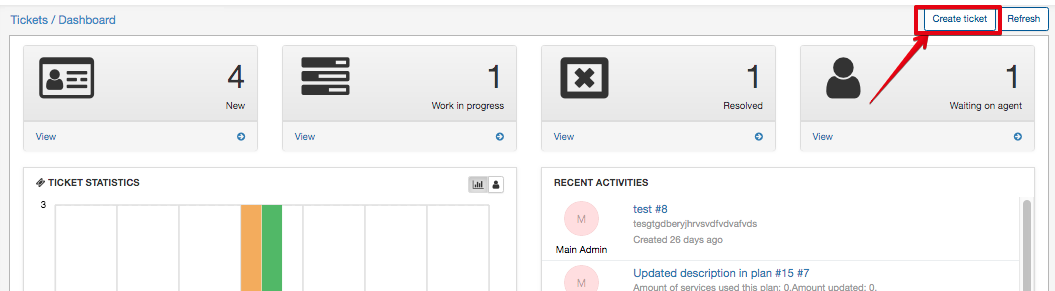 Tickets / Dashboard
Create ticket
Refresh
4
New
View
1
Work in progress
View
1
Resolved
View
1
Waiting on agent
View
TICKET STATISTICS
3
RECENT ACTIVITIES
M
Main Admin
test #8
tesgtgdberyjhrvsvdfvdvafvds
Created 26 days ago
M
Updated description in plan #15 #7
Amount of services used this plan: 0.Amount updated: 0.